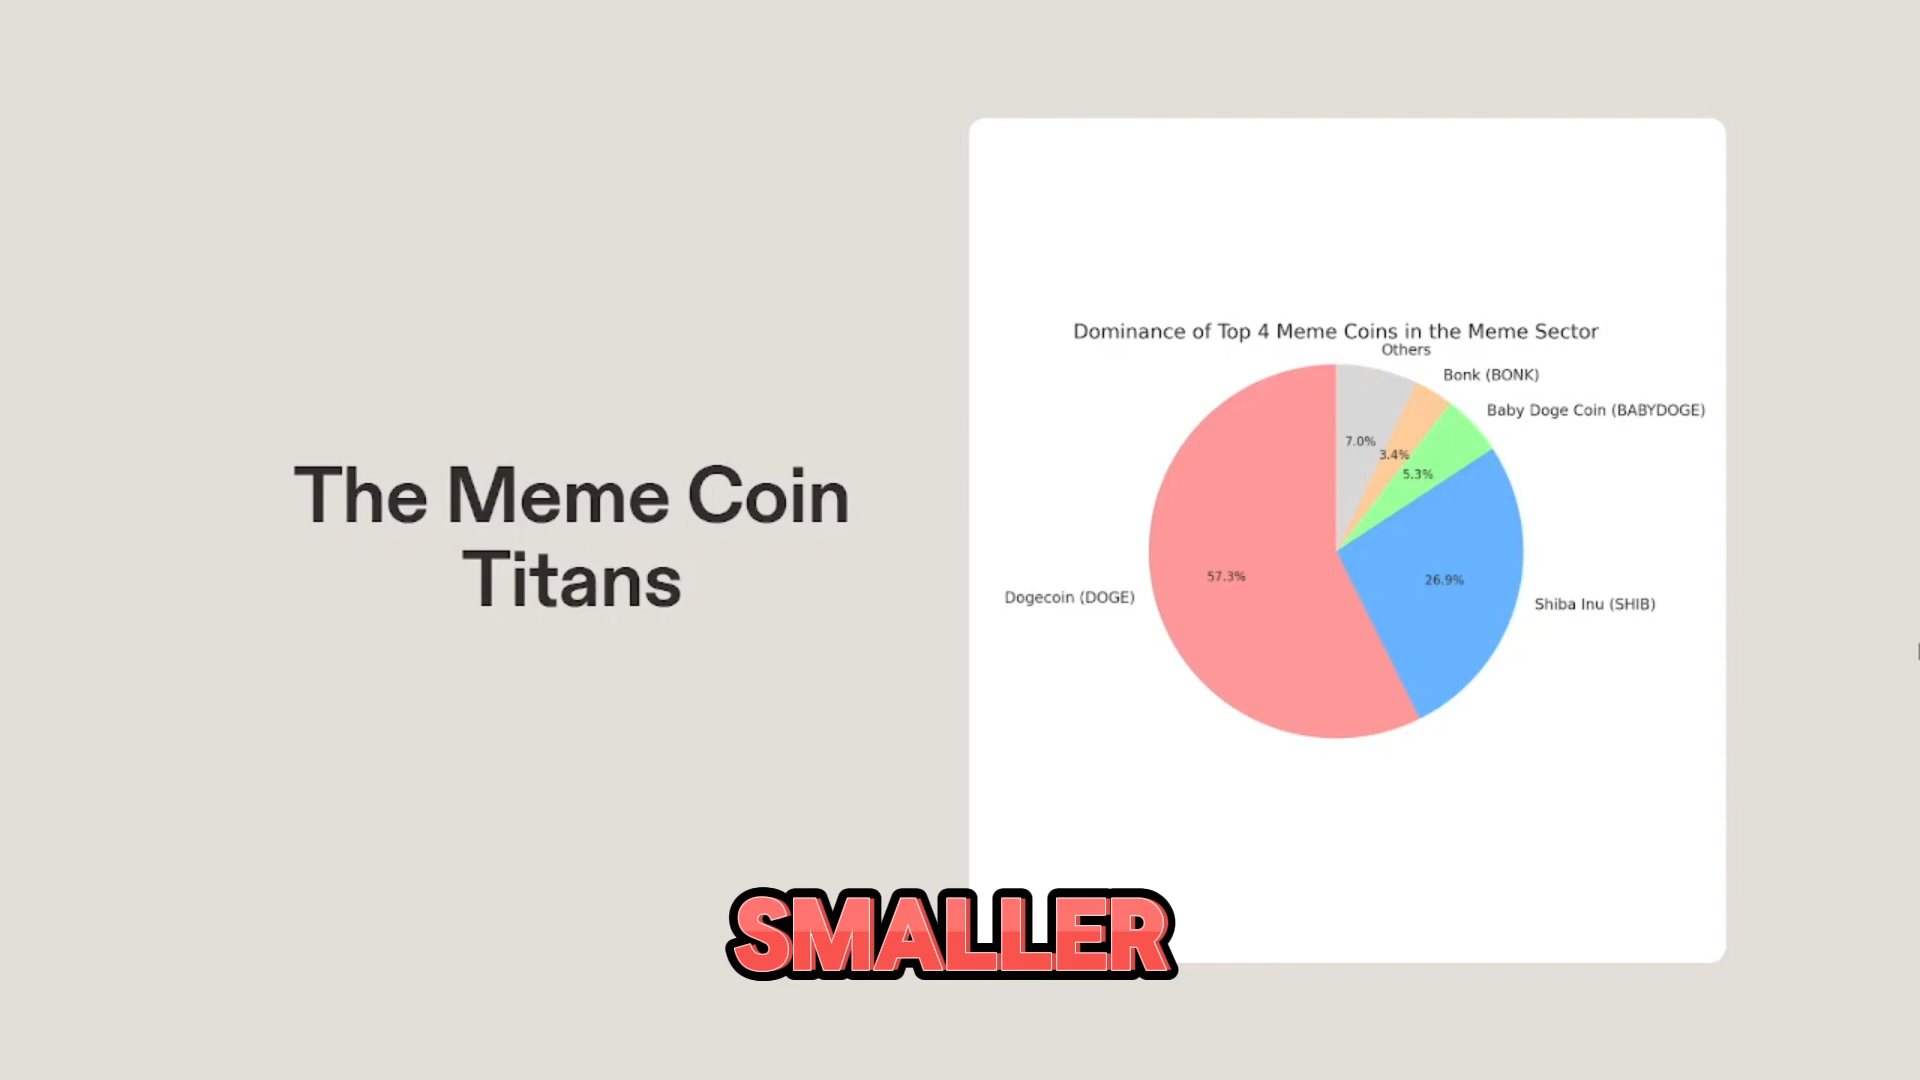 The Meme Coin
Titans
Dominance of Top 4 Meme Coins in the Meme Sector
Others
Bonk (BONK)
Baby Doge Coin (BABYDOGE)
7.0%
3.4%
5.3%
57.3%
26.9%
Dogecoin (DOGE)
Shiba Inu (SHIB)
SMALLER